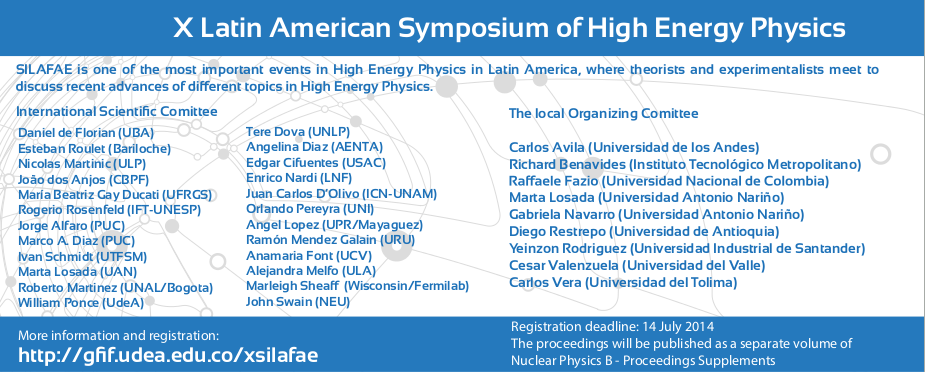 X Latin American Symposium of High Energy Physics
SILAFAE is one of the most important events in High Energy Physics in Latin America, where theorists and experimentalists meet to
discuss recent advances of different topics in High Energy Physics.
International Scientific Comittee
Daniel de Florian (UBA)
Esteban Roulet (Bariloche)
Nicolas Martinic (ULP)
João dos Anjos (CBPF)
María Beatriz Gay Ducati (UFRGS)
Rogerio Rosenfeld (IFT-UNESP)
Jorge Alfaro (PUC)
Marco A. Diaz (PUC)
Ivan Schmidt (UTFSM)
Marta Losada (UAN)
Roberto Martinez (UNAL/Bogota)
William Ponce (UdeA)
Tere Dova (UNLP)
Angelina Diaz (AENTA)
Edgar Cifuentes (USAC)
Enrico Nardi (LNF)
Juan Carlos D'Olivo (ICN-UNAM)
Orlando Pereyra (UNI)
Angel Lopez (UPR/Mayaguez)
Ramón Mendez Galain (URU)
Anamaria Font (UCV)
Alejandra Melfo (ULA)
Marleigh Sheaff (Wisconsin/Fermilab)
John Swain (NEU)
The local Organizing Comittee
Carlos Avila (Universidad de los Andes)
Richard Benavides (Instituto Tecnológico Metropolitano)
Raffaele Fazio (Universidad Nacional de Colombia)
Marta Losada (Universidad Antonio Nariño)
Gabriela Navarro (Universidad Antonio Nariño)
Diego Restrepo (Universidad de Antioquia)
Yeinzon Rodriguez (Universidad Industrial de Santander)
Cesar Valenzuela (Universidad del Valle)
Carlos Vera (Universidad del Tolima)
More information and registration:
http://gfif.udea.edu.co/xsilafae
Registration deadline: 14 July 2014
The proceedings will be published as a separate volume of
Nuclear Physics B - Proceedings Supplements